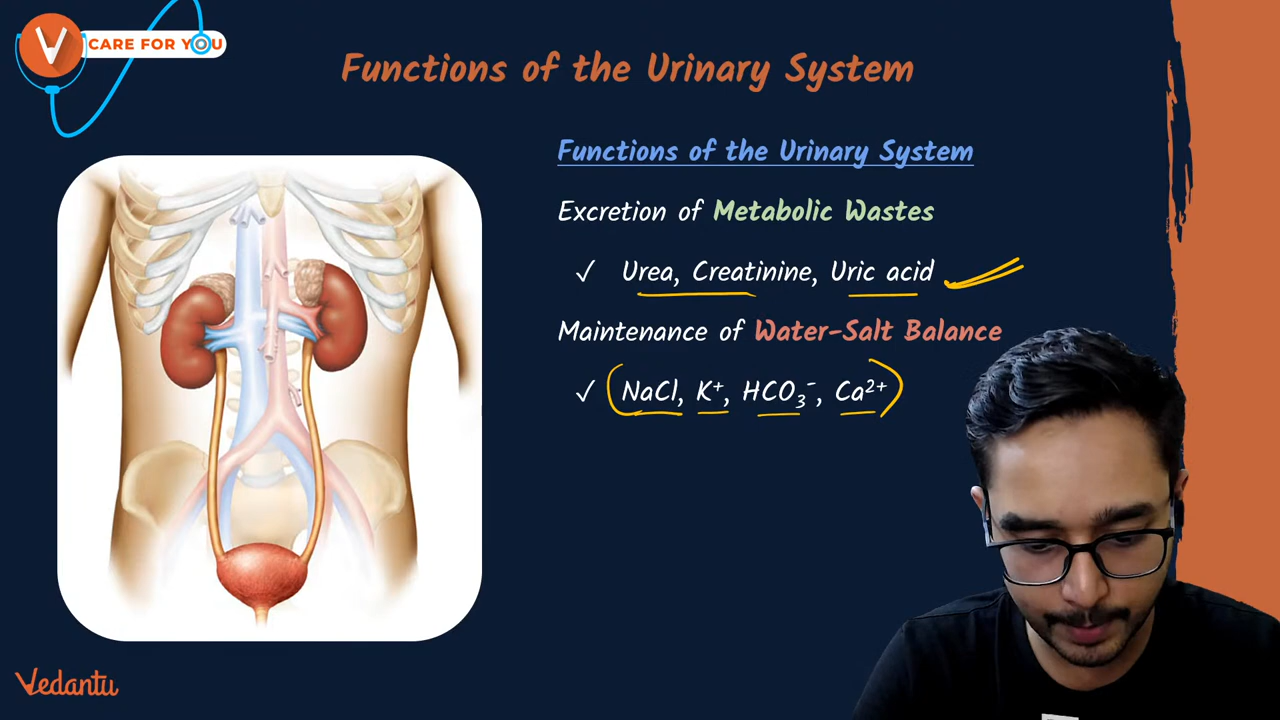 CARE FOR YOU
Functions of the Urinary System
Functions of the Urinary System
Excretion of Metabolic Wastes
✓ Urea, Creatinine, Uric acid
Maintenance of Water-Salt Balance
✓ NaCl, K⁺, HCO₃⁻, Ca²⁺
Vedantu